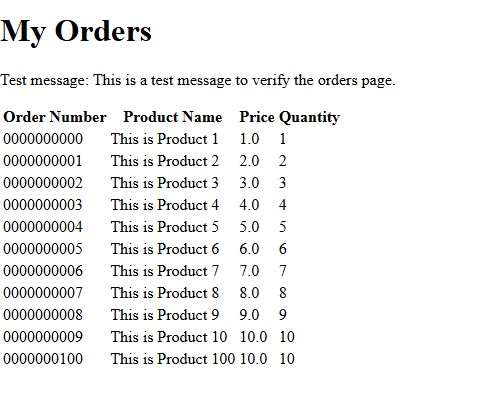 My Orders
Test message: This is a test message to verify the orders page.
Order Number Product Name Price Quantity
0000000000 This is Product 1 1.0 1
0000000001 This is Product 2 2.0 2
0000000002 This is Product 3 3.0 3
0000000003 This is Product 4 4.0 4
0000000004 This is Product 5 5.0 5
0000000005 This is Product 6 6.0 6
0000000006 This is Product 7 7.0 7
0000000007 This is Product 8 8.0 8
0000000008 This is Product 9 9.0 9
0000000009 This is Product 10 10.0 10
0000000100 This is Product 100 10.0 10